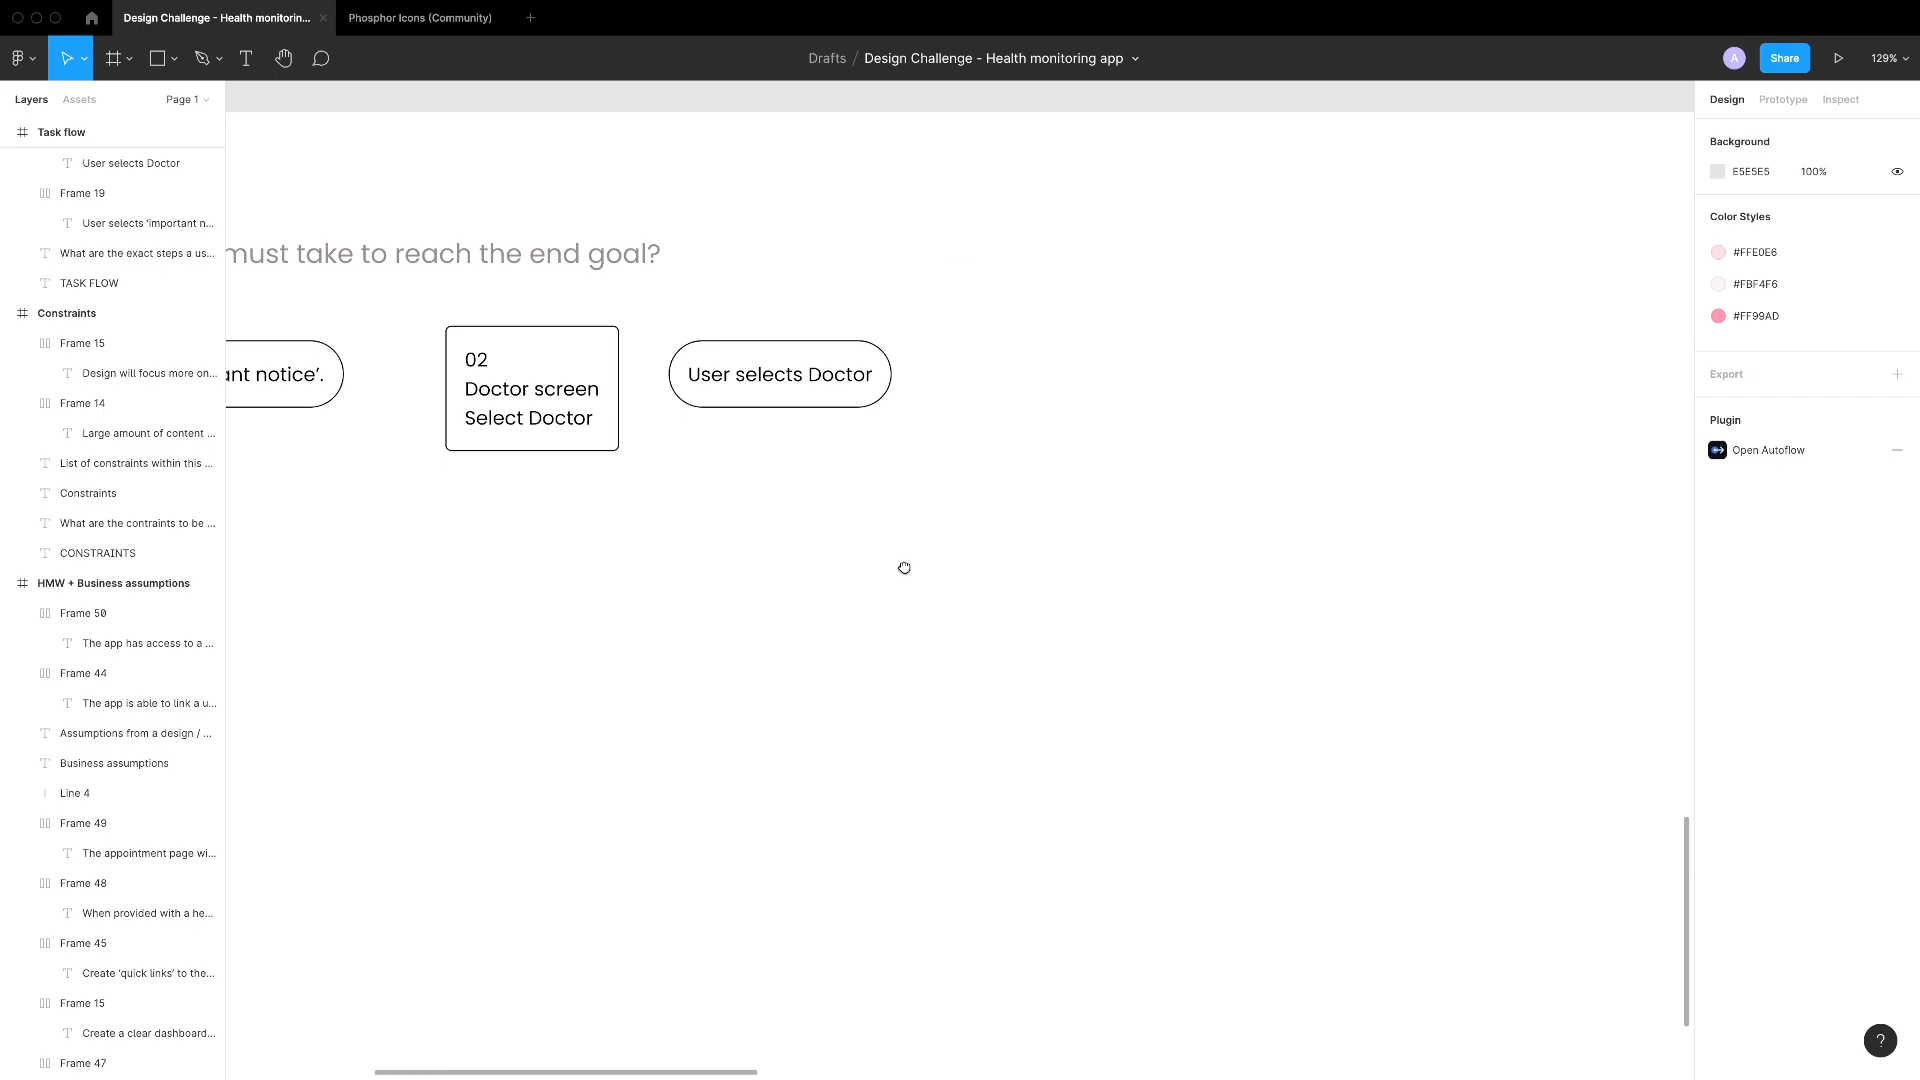 Design Challenge - Health monitorin...
Phosphor Icons (Community)
Drafts / Design Challenge - Health monitoring app
A
Share
129%
Layers
Assets
Page 1
Task flow
User selects Doctor
Frame 19
User selects ‘important n...
What are the exact steps a us...
TASK FLOW
Constraints
Frame 15
Design will focus more on...
Frame 14
Large amount of content ...
List of constraints within this ...
Constraints
What are the contraints to be ...
CONSTRAINTS
HMW + Business assumptions
Frame 50
The app has access to a ...
Frame 44
The app is able to link a u...
Assumptions from a design / ...
Business assumptions
Line 4
Frame 49
The appointment page wi...
Frame 48
When provided with a he...
Frame 45
Create ‘quick links’ to the...
Frame 15
Create a clear dashboard...
Frame 47
must take to reach the end goal?
ant notice’.
02
Doctor screen
Select Doctor
User selects Doctor
Design
Prototype
Inspect
Background
E5E5E5
100%
Color Styles
#FFE0E6
#FBF4F6
#FF99AD
Export
Plugin
Open Autoflow
?